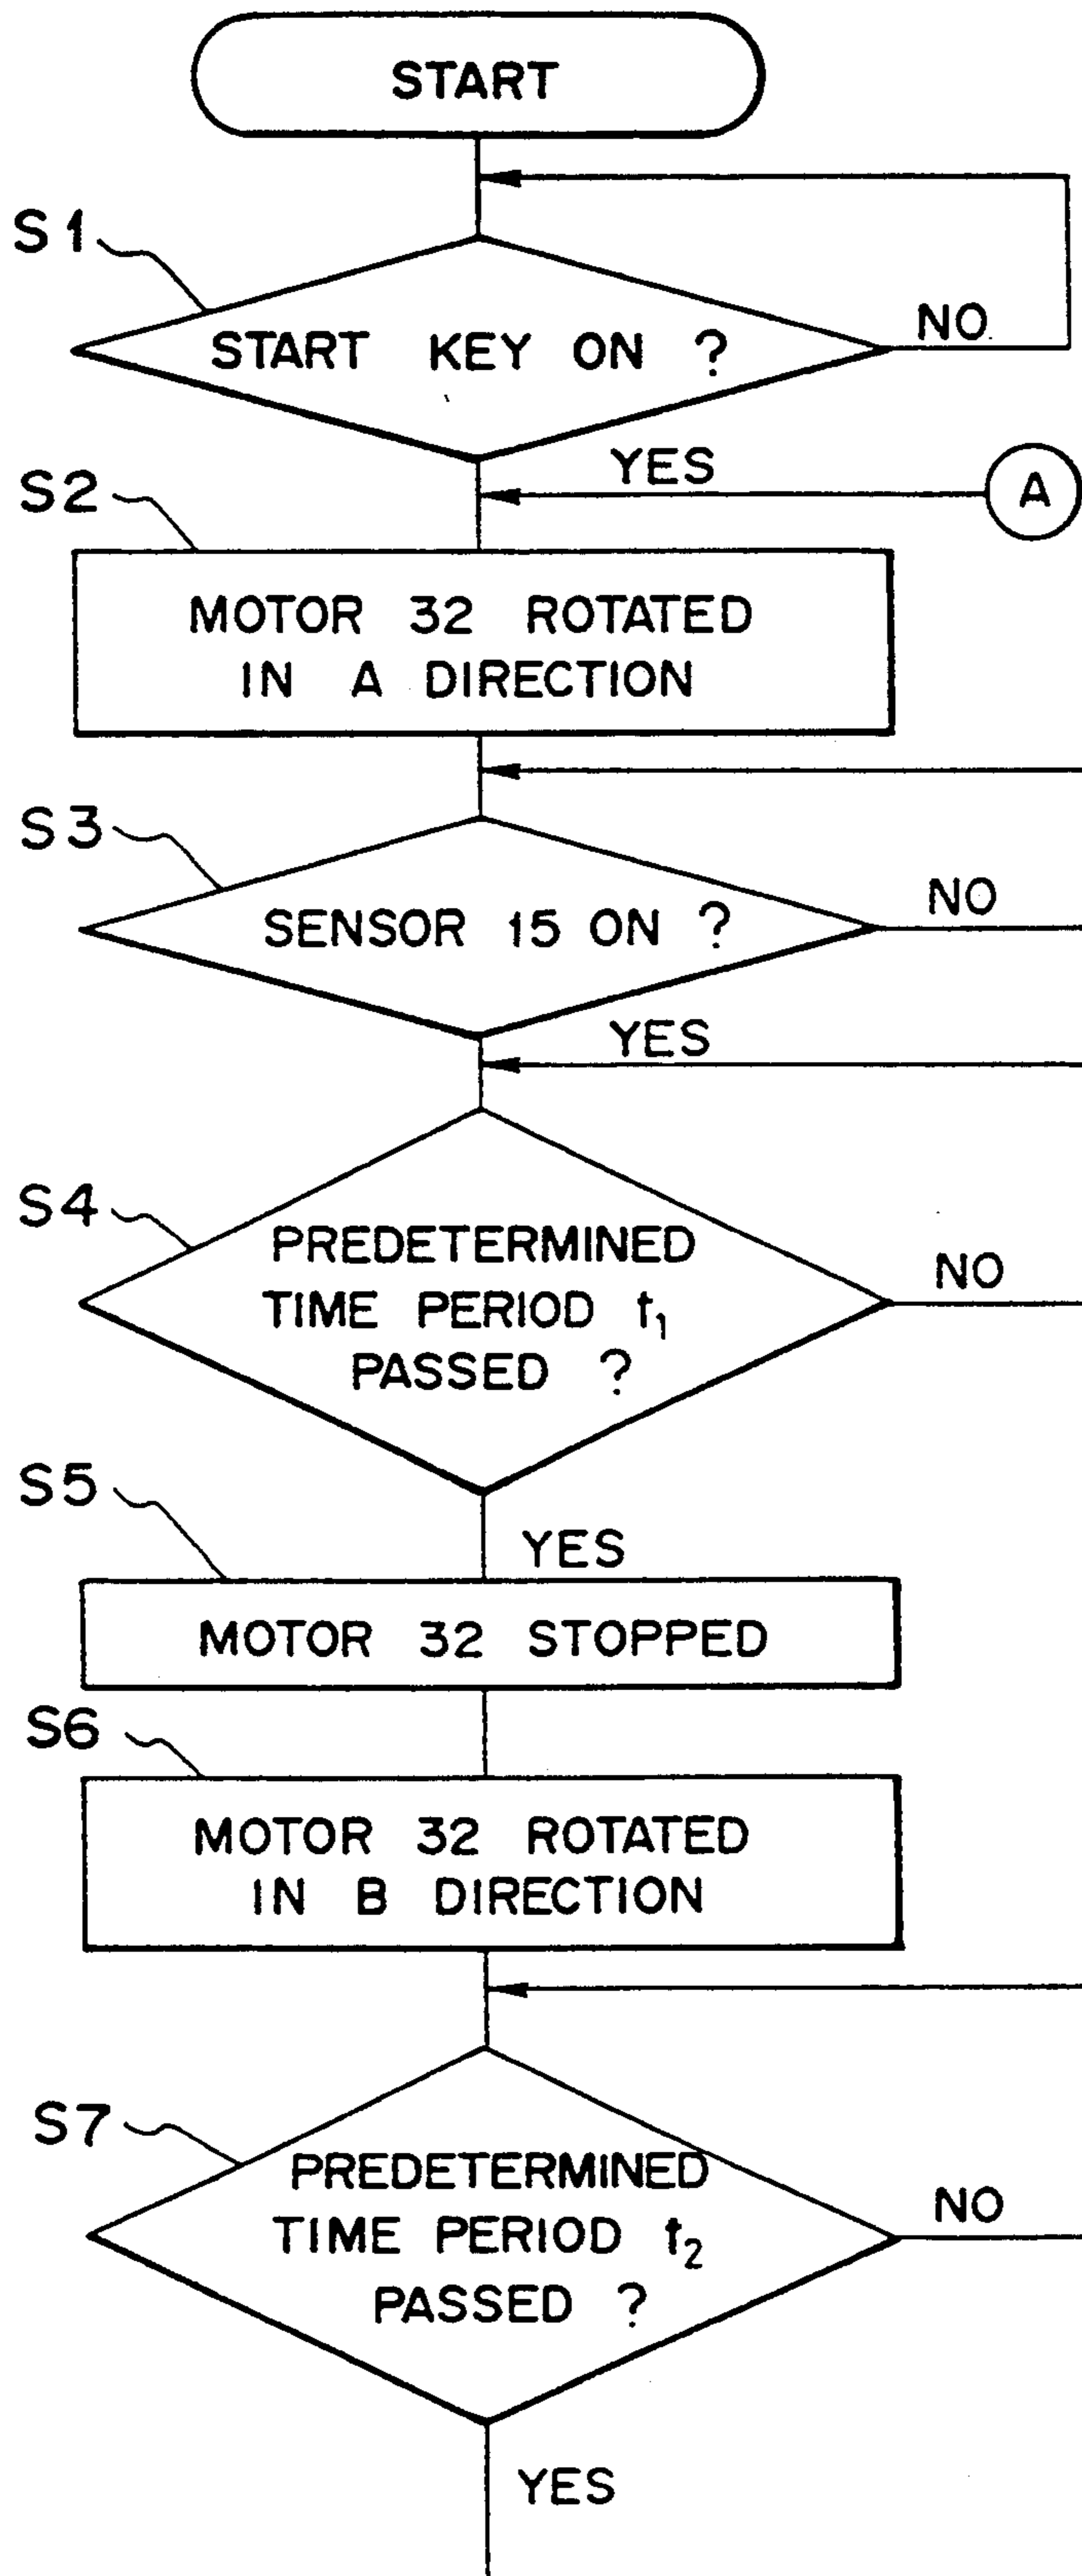 START
S1
START KEY ON ?
NO
YES
A
S2
MOTOR 32 ROTATED
IN A DIRECTION
S3
SENSOR 15 ON ?
NO
YES
S4
PREDETERMINED
TIME PERIOD t₁
PASSED ?
NO
YES
S5
MOTOR 32 STOPPED
S6
MOTOR 32 ROTATED
IN B DIRECTION
S7
PREDETERMINED
TIME PERIOD t₂
PASSED ?
NO
YES